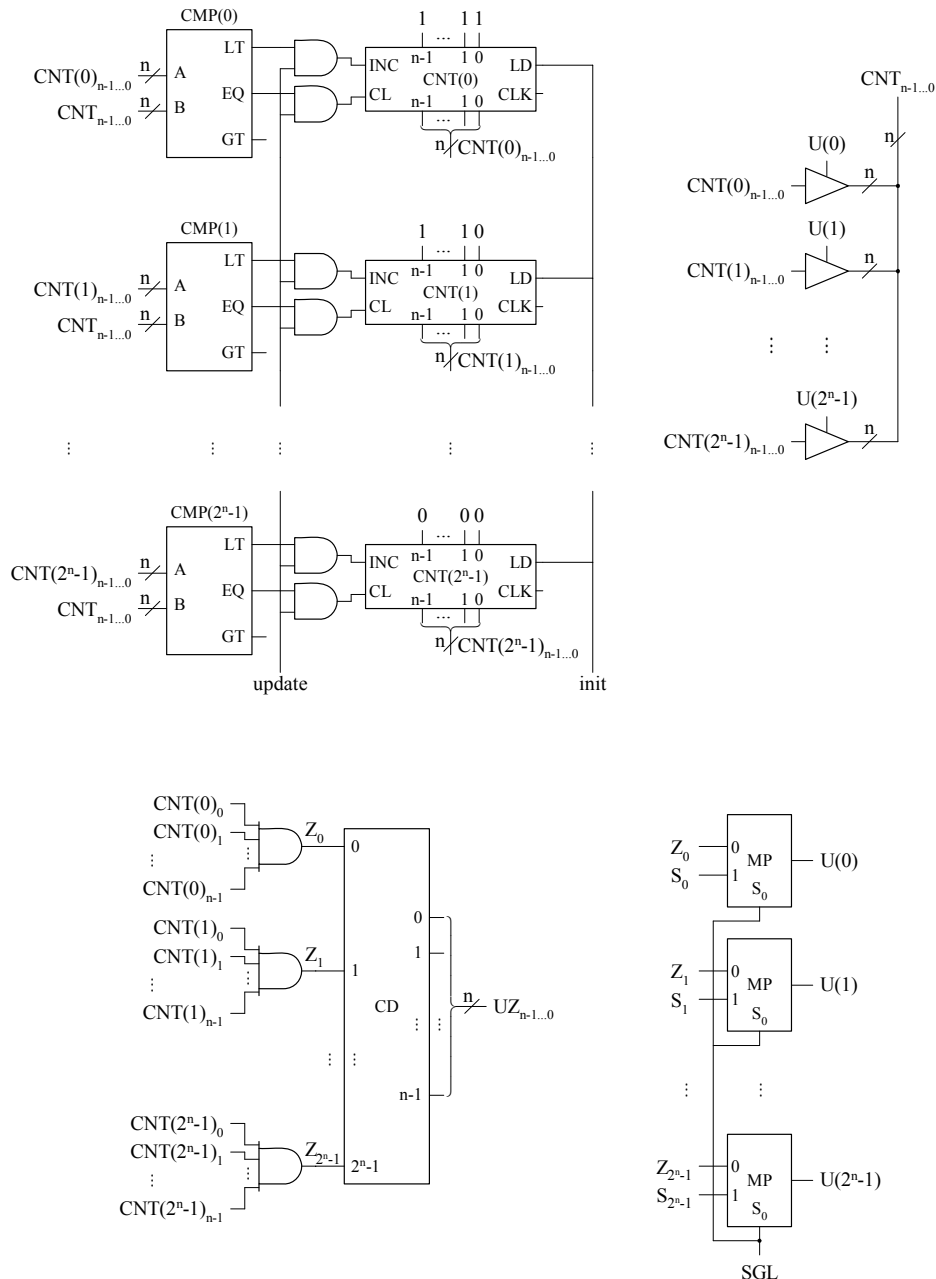 CMP(0)
1 1 1
LT
CNT(0)n-1...0 n A
INC n-1 ... 1 0 LD
CNT(0)
CNTn-1...0 n B
EQ
CL n-1 ... 1 0 CLK
GT
n CNT(0)n-1...0
CMP(1)
1 1 0
LT
CNT(1)n-1...0 n A
INC n-1 ... 1 0 LD
CNT(1)
CNTn-1...0 n B
EQ
CL n-1 ... 1 0 CLK
GT
n CNT(1)n-1...0
... ... ... ... ...
CMP(2n-1)
0 0 0
LT
CNT(2n-1)n-1...0 n A
INC n-1 ... 1 0 LD
CNT(2n-1)
CNTn-1...0 n B
EQ
CL n-1 ... 1 0 CLK
GT
n CNT(2n-1)n-1...0
update init
CNTn-1...0
n
U(0)
CNT(0)n-1...0 n
U(1)
CNT(1)n-1...0 n
... ...
U(2n-1)
CNT(2n-1)n-1...0 n
CNT(0)0
CNT(0)1
... ...
CNT(0)n-1
Z0 0
CNT(1)0
CNT(1)1
... ...
CNT(1)n-1
Z1 1
... ...
CNT(2n-1)0
CNT(2n-1)1
... ...
CNT(2n-1)n-1
Z2n-1 2n-1
CD
0
1
... ...
n-1
n UZn-1...0
Z0 0 MP U(0)
S0 1
S0
Z1 0 MP U(1)
S1 1
S0
... ...
Z2n-1 0 MP U(2n-1)
S2n-1 1
S0
SGL